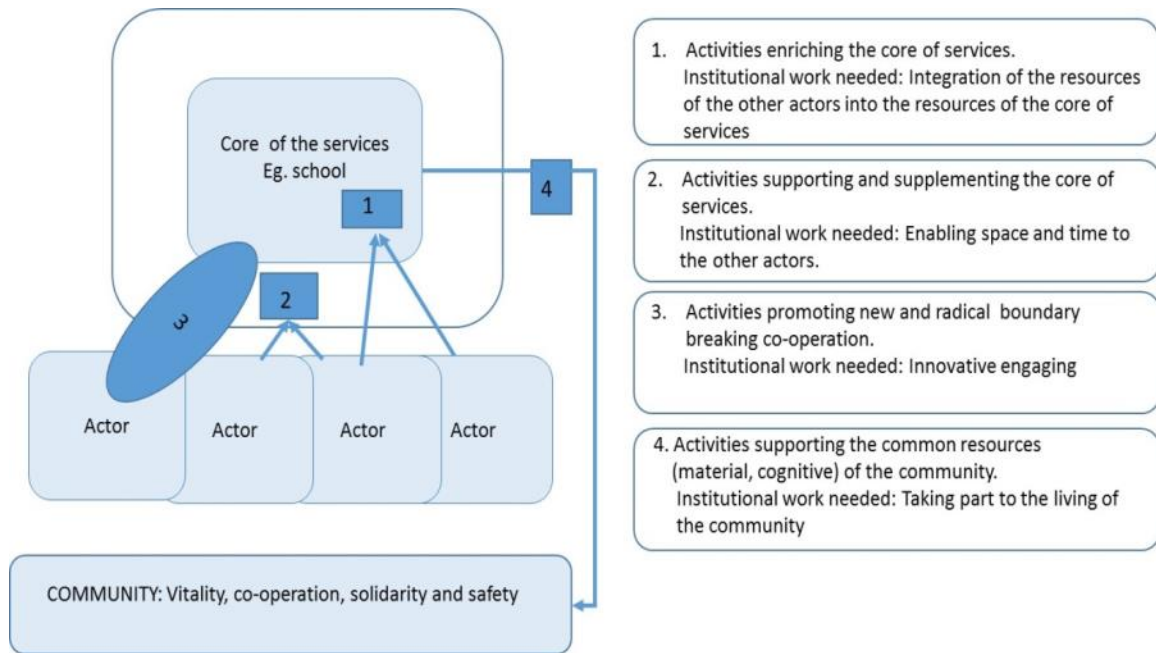 Core of the services
Eg. school
1
4
2
3
Actor
Actor
Actor
Actor
COMMUNITY: Vitality, co-operation, solidarity and safety
1. Activities enriching the core of services.
Institutional work needed: Integration of the resources
of the other actors into the resources of the core of
services
2. Activities supporting and supplementing the core of
services.
Institutional work needed: Enabling space and time to
the other actors.
3. Activities promoting new and radical boundary
breaking co-operation.
Institutional work needed: Innovative engaging
4. Activities supporting the common resources
(material, cognitive) of the community.
Institutional work needed: Taking part to the living of
the community